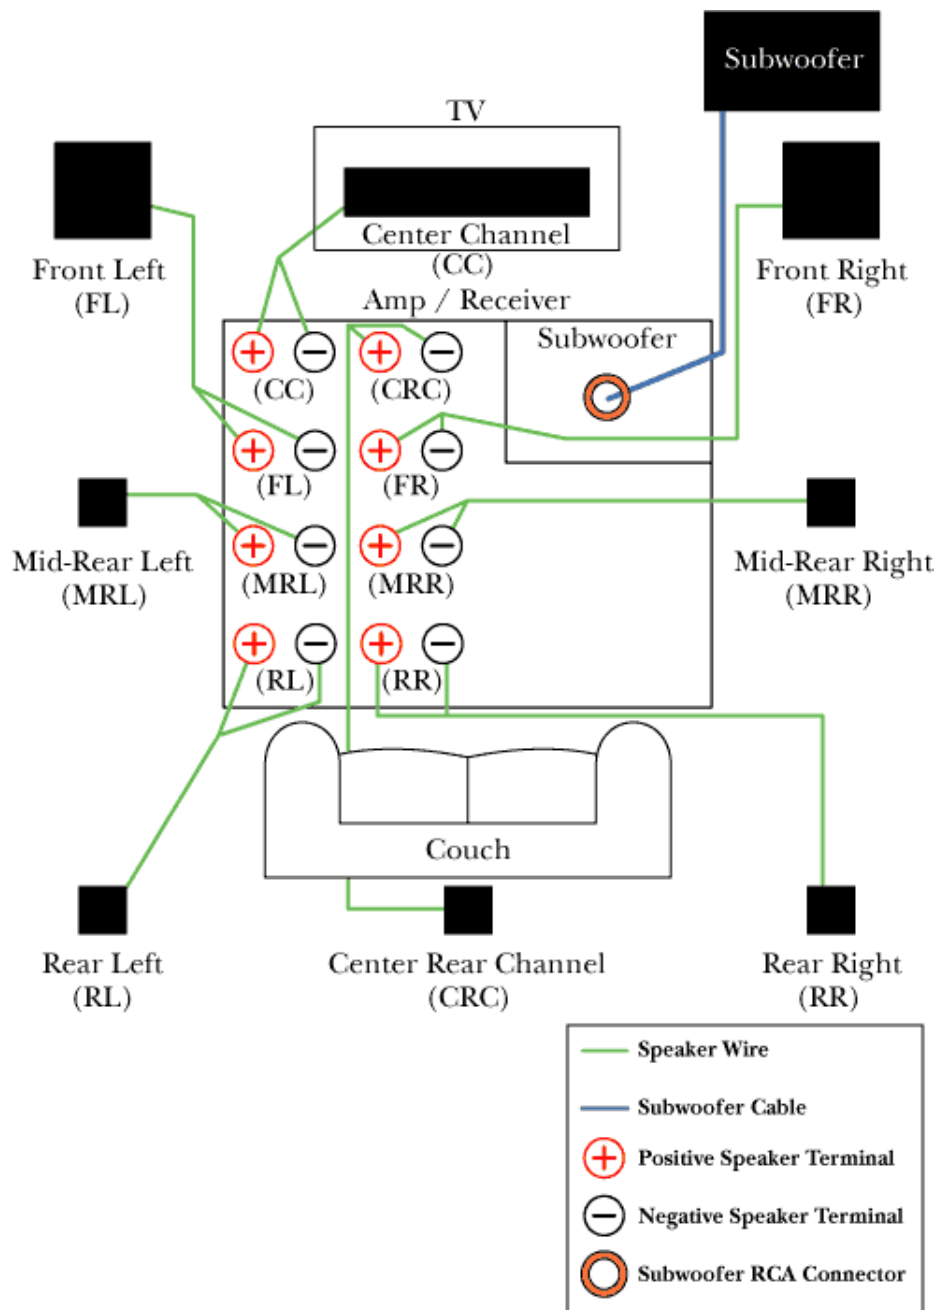 Subwoofer
TV
Center Channel
(CC)
Front Left
(FL)
Front Right
(FR)
Amp / Receiver
Subwoofer
+ − + −
(CC) (CRC)
+ − + −
(FL) (FR)
Mid-Rear Left
(MRL)
+ − + −
(MRL) (MRR)
Mid-Rear Right
(MRR)
+ − + −
(RL) (RR)
Couch
Rear Left
(RL)
Center Rear Channel
(CRC)
Rear Right
(RR)
Speaker Wire
Subwoofer Cable
+ Positive Speaker Terminal
− Negative Speaker Terminal
Subwoofer RCA Connector